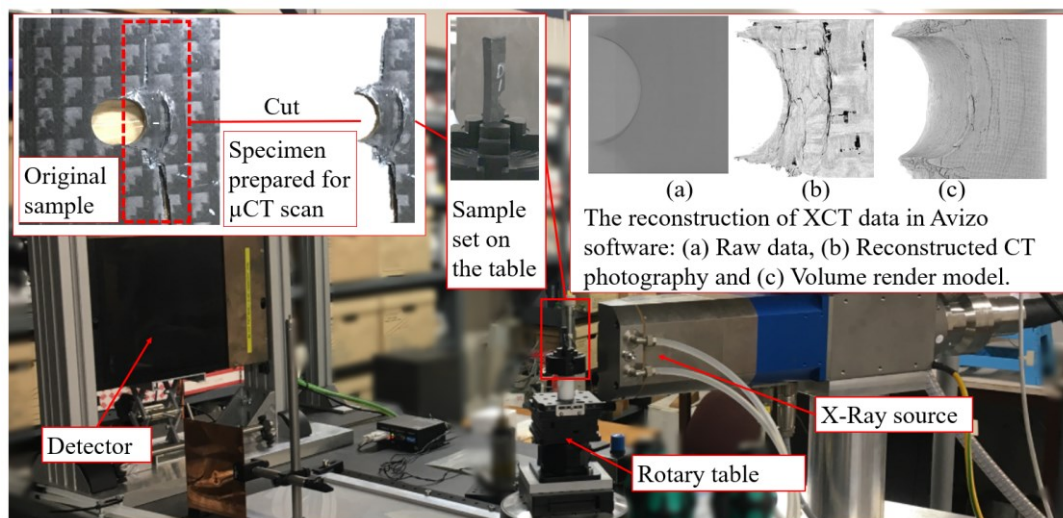 Original
sample
Cut
Specimen
prepared for
µCT scan
Sample
set on
the table
(a)
(b)
(c)
The reconstruction of XCT data in Avizo
software: (a) Raw data, (b) Reconstructed CT
photography and (c) Volume render model.
Detector
X-Ray source
Rotary table